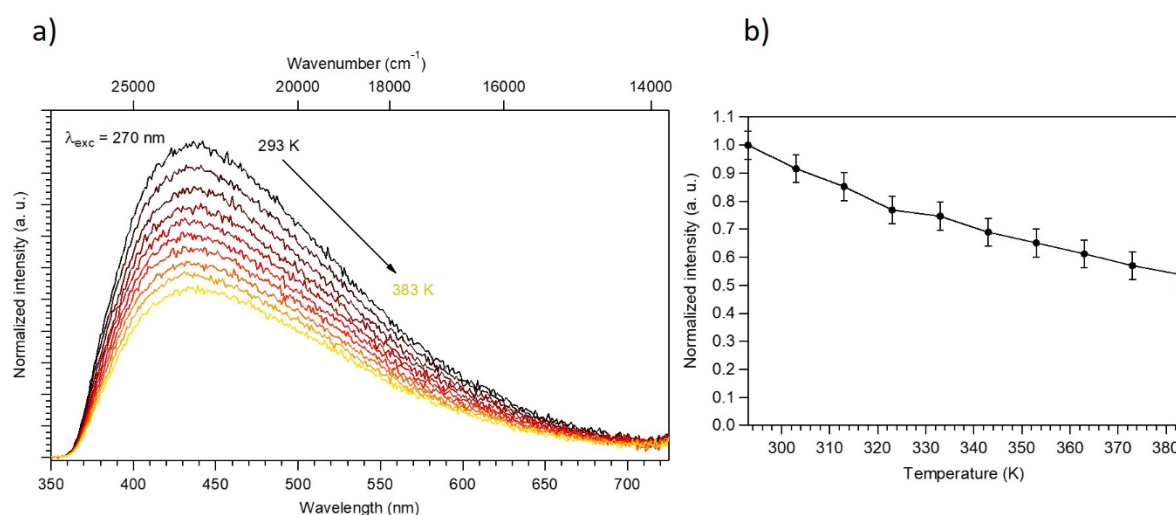 a)
Wavenumber (cm⁻¹)
25000 20000 18000 16000 14000
λexc = 270 nm
293 K
383 K
Normalized intensity (a. u.)
350 400 450 500 550 600 650 700
Wavelength (nm)
b)
1.1
1.0
0.9
0.8
0.7
0.6
0.5
0.4
0.3
0.2
0.1
0.0
Normalized intensity (a. u.)
300 310 320 330 340 350 360 370 380
Temperature (K)